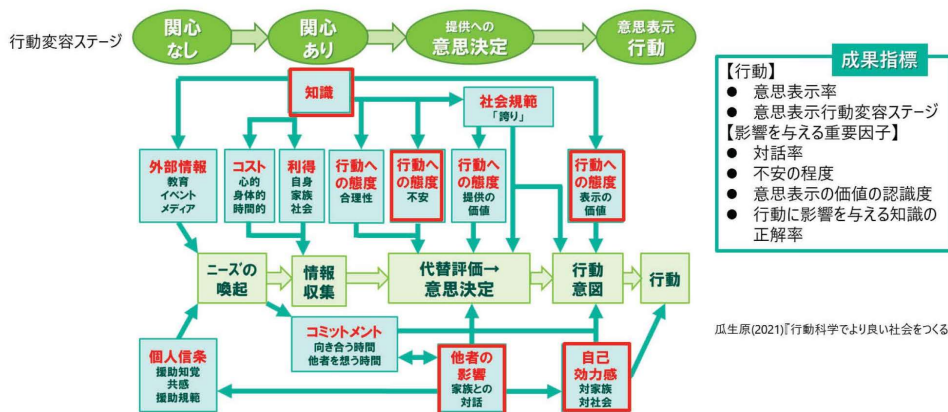 行動変容ステージ
関心
なし
関心
あり
提供への
意思決定
意思表示
行動
知識
社会規範
「誇り」
外部情報
教育
イベント
メディア
コスト
心的
身体的
時間的
利得
自身
家族
社会
行動へ
の態度
合理性
行動へ
の態度
不安
行動へ
の態度
提供の
価値
行動へ
の態度
表示の
価値
ニーズの
喚起
情報
収集
代替評価→
意思決定
行動
意図
行動
コミットメント
向き合う時間
他者を想う時間
個人信条
援助知覚
共感
援助規範
他者の
影響
家族との
対話
自己
効力感
対家族
対社会
成果指標
【行動】
● 意思表示率
● 意思表示行動変容ステージ
【影響を与える重要因子】
● 対話率
● 不安の程度
● 意思表示の価値の認識度
● 行動に影響を与える知識の
正解率
瓜生原(2021)『行動科学でより良い社会をつくる